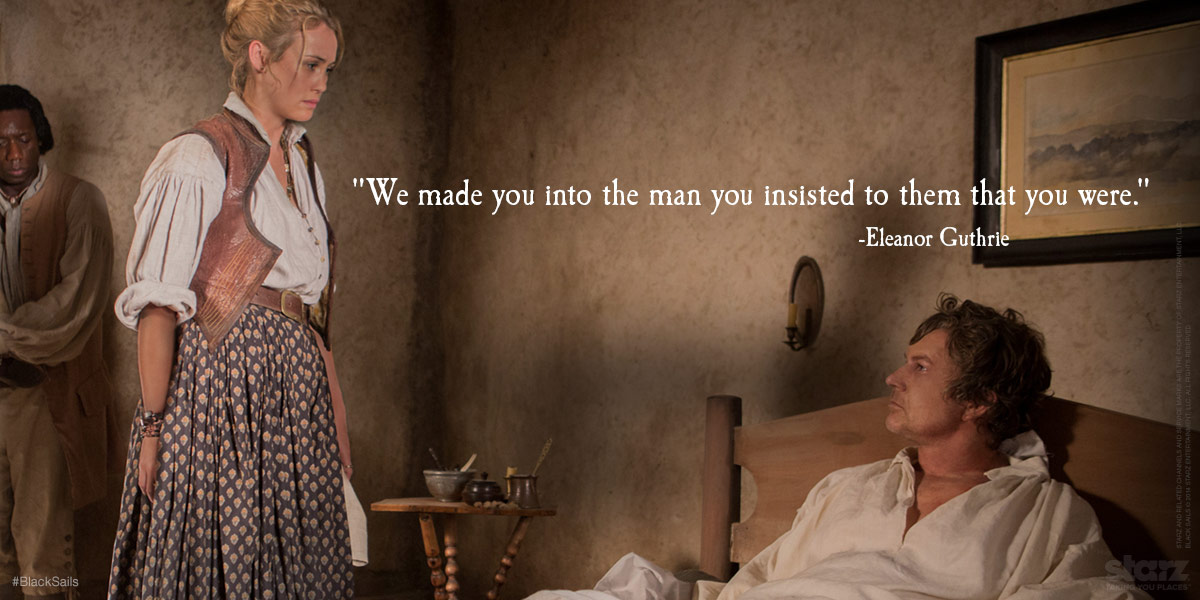 "We made you into the man you insisted to them that you were."
-Eleanor Guthrie
#BlackSails
starz